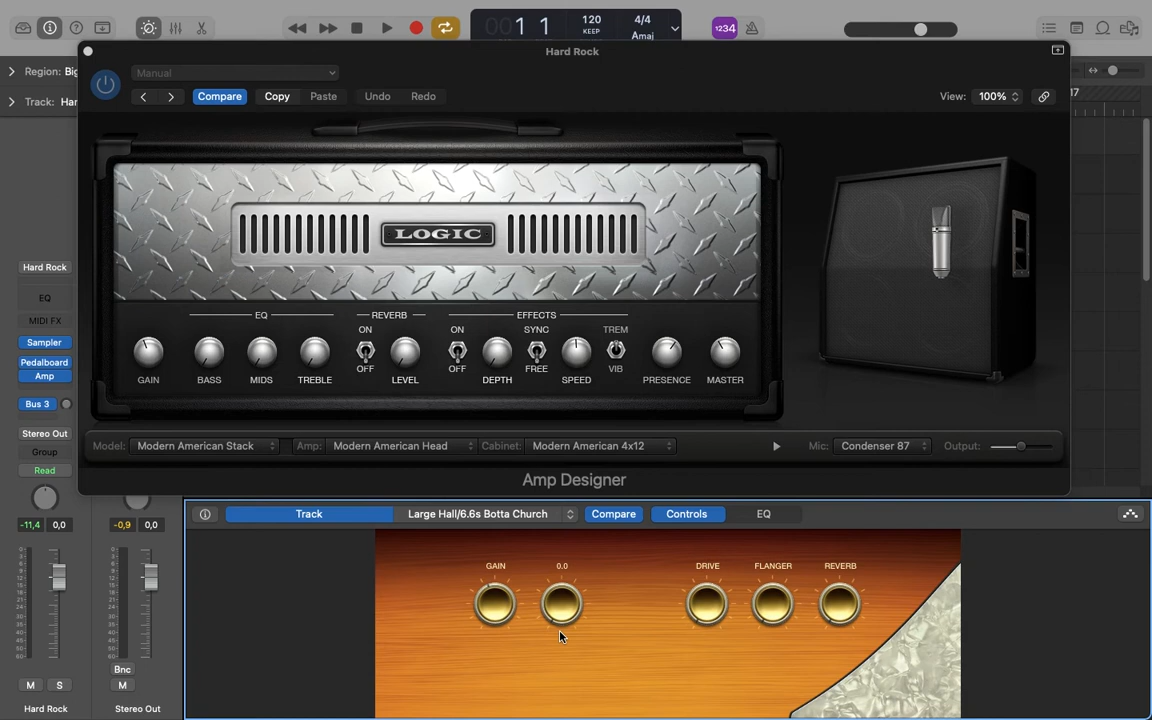 001 1
120
KEEP
4/4
Amaj
1234
Hard Rock
Region: Big
Track: Har
Manual
Compare
Copy
Paste
Undo
Redo
View:
100%
17
LOGIC
EQ
REVERB
EFFECTS
ON
ON
SYNC
TREM
OFF
OFF
FREE
VIB
GAIN
BASS
MIDS
TREBLE
LEVEL
DEPTH
SPEED
PRESENCE
MASTER
Model:
Modern American Stack
Amp:
Modern American Head
Cabinet:
Modern American 4x12
Mic:
Condenser 87
Output:
Amp Designer
Hard Rock
EQ
MIDI FX
Sampler
Pedalboard
Amp
Bus 3
Stereo Out
Group
Read
-11,4
0,0
-0,9
0,0
Bnc
M
S
M
Hard Rock
Stereo Out
Track
Large Hall/6.6s Botta Church
Compare
Controls
EQ
GAIN
0.0
DRIVE
FLANGER
REVERB